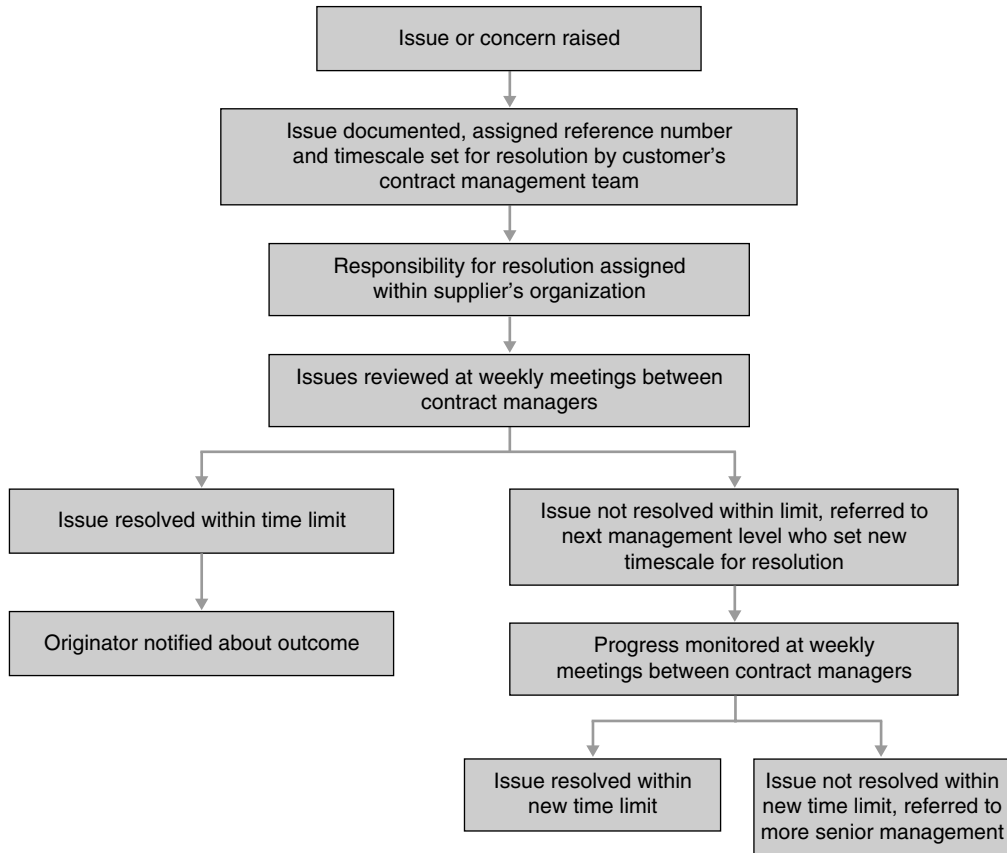 Issue or concern raised
Issue documented, assigned reference number
and timescale set for resolution by customer's
contract management team
Responsibility for resolution assigned
within supplier's organization
Issues reviewed at weekly meetings between
contract managers
Issue resolved within time limit
Originator notified about outcome
Issue not resolved within limit, referred to
next management level who set new
timescale for resolution
Progress monitored at weekly
meetings between contract managers
Issue resolved within
new time limit
Issue not resolved within
new time limit, referred to
more senior management